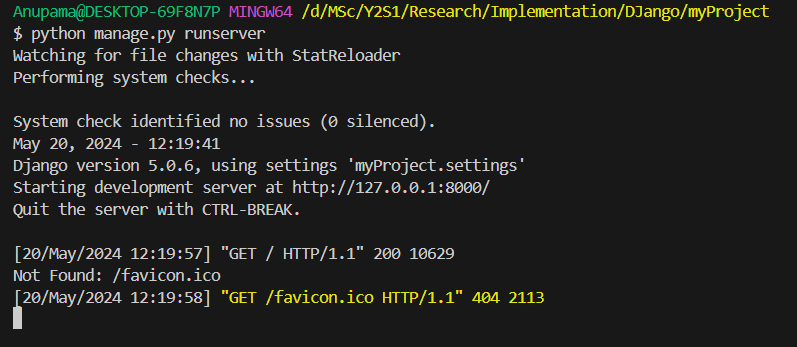 Anupama@DESKTOP-69F8N7P MINGW64 /d/MSc/Y2S1/Research/Implementation/DJango/myProject
$ python manage.py runserver
Watching for file changes with StatReloader
Performing system checks...
System check identified no issues (0 silenced).
May 20, 2024 - 12:19:41
Django version 5.0.6, using settings 'myProject.settings'
Starting development server at http://127.0.0.1:8000/
Quit the server with CTRL-BREAK.
[20/May/2024 12:19:57] "GET / HTTP/1.1" 200 10629
Not Found: /favicon.ico
[20/May/2024 12:19:58] "GET /favicon.ico HTTP/1.1" 404 2113